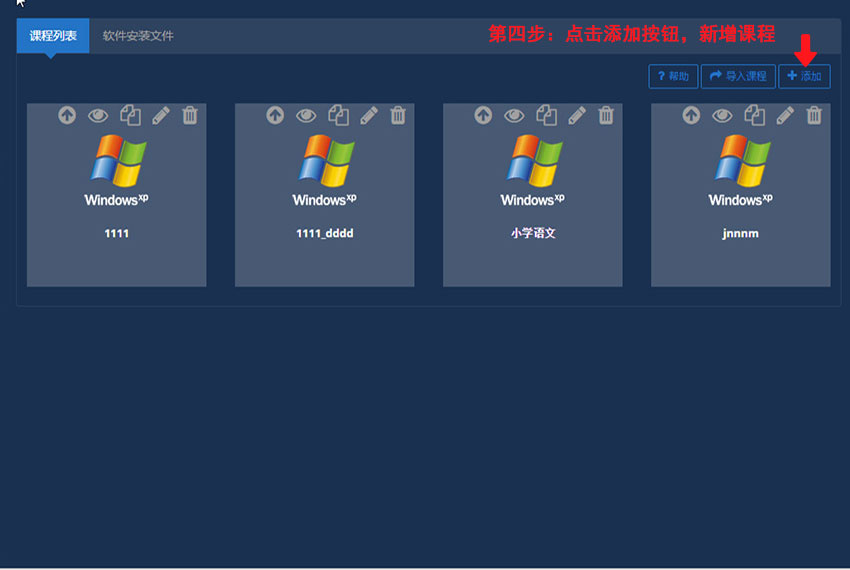 课程列表 软件安装文件 第四步：点击添加按钮，新增课程
? 帮助 导入课程 添加
Windows xp Windows xp Windows xp Windows xp
1111 1111_dddd 小学语文 jnnnm